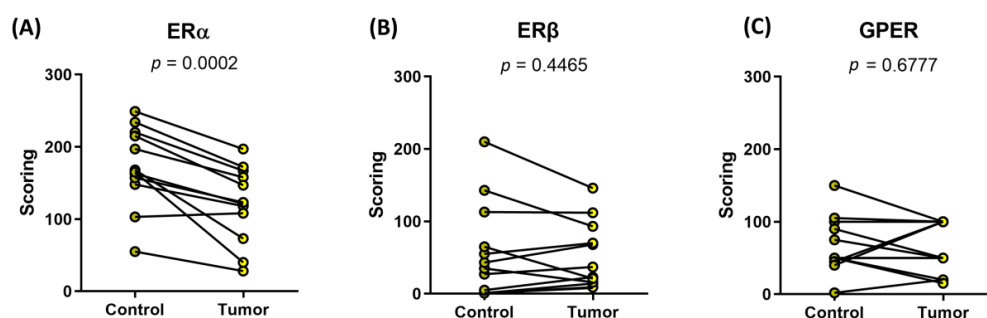 (A) ERα
p = 0.0002
300
200
100
0
Scoring
Control Tumor
(B) ERβ
p = 0.4465
300
200
100
0
Scoring
Control Tumor
(C) GPER
p = 0.6777
300
200
100
0
Scoring
Control Tumor